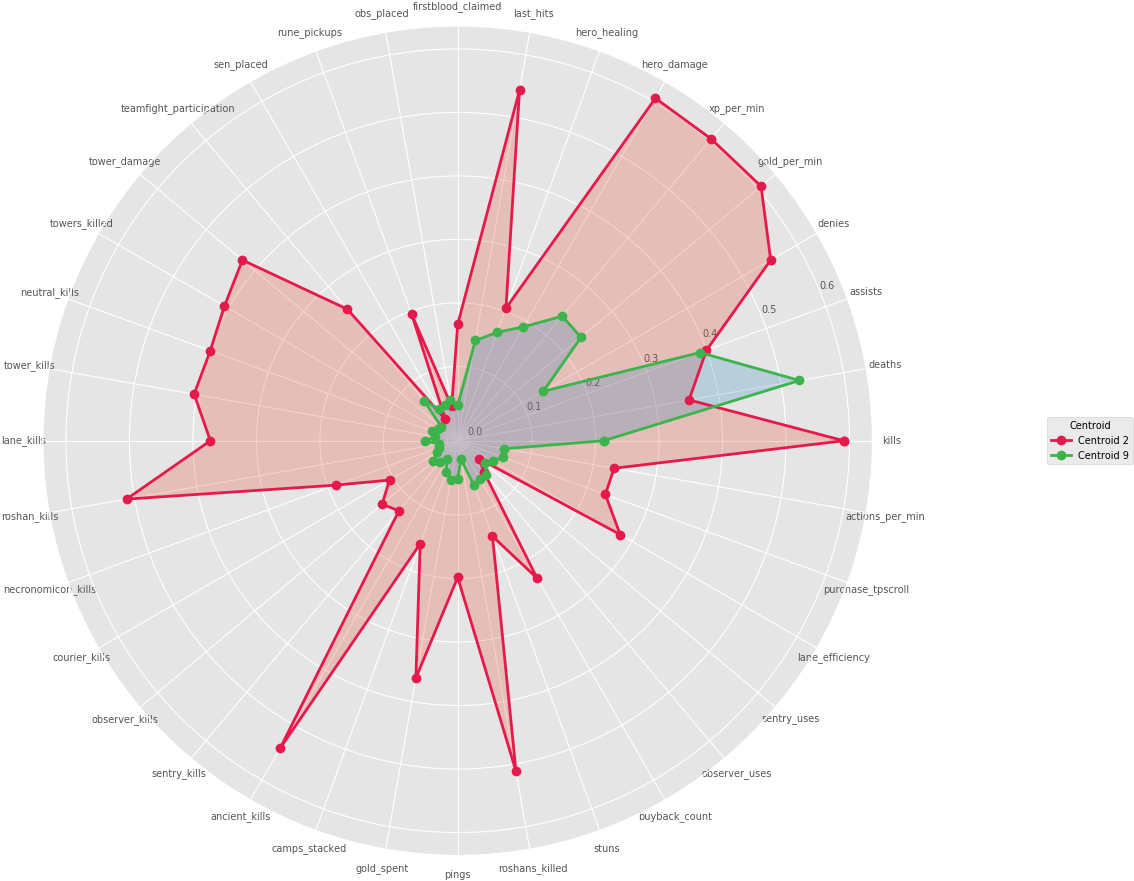 firstblood_claimed
obs_placed
last_hits
rune_pickups
hero_healing
sen_placed
hero_damage
teamfight_participation
xp_per_min
tower_damage
gold_per_min
towers_killed
denies
neutral_kills
assists
0.6
0.5
0.4
tower_kills
0.3
deaths
0.2
0.1
0.0
lane_kills
kills
Centroid
Centroid 2
Centroid 9
roshan_kills
actions_per_min
necronomicon_kills
purchase_tpscroll
courier_kills
lane_efficiency
observer_kills
sentry_uses
sentry_kills
observer_uses
ancient_kills
buyback_count
camps_stacked
stuns
gold_spent
roshans_killed
pings